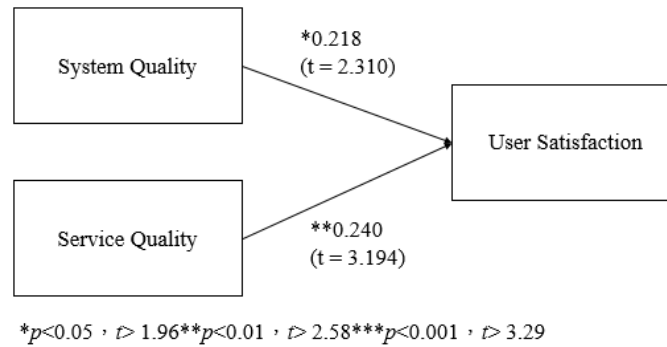 System Quality
*0.218
(t = 2.310)
User Satisfaction
Service Quality
**0.240
(t = 3.194)
*p<0.05，t> 1.96**p<0.01，t> 2.58***p<0.001，t> 3.29